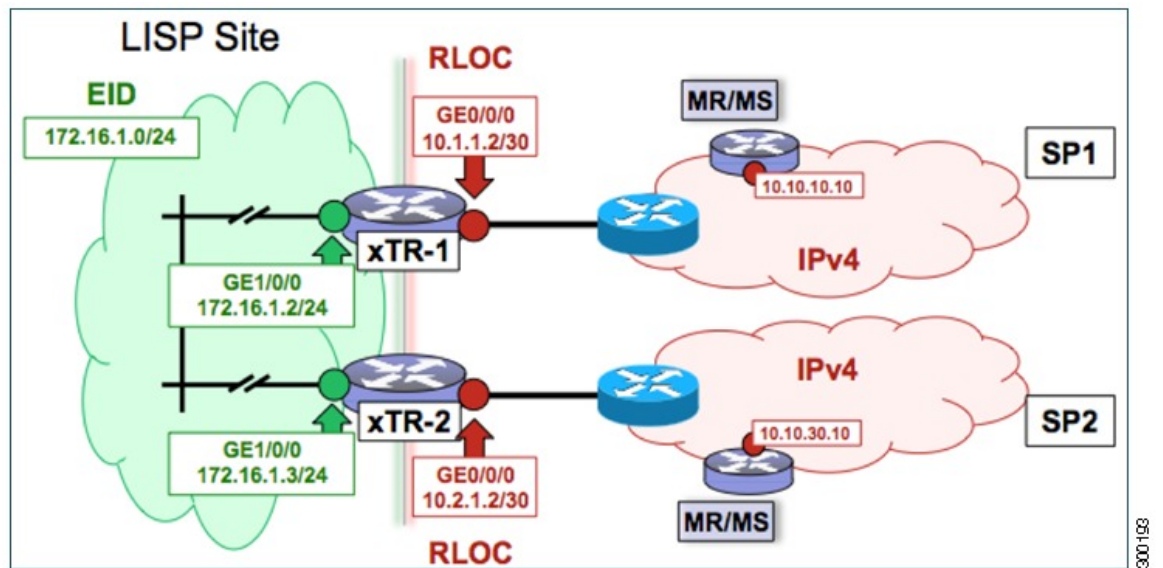 LISP Site
RLOC
EID
172.16.1.0/24
GE0/0/0
10.1.1.2/30
MR/MS
SP1
10.10.10.10
xTR-1
IPv4
GE1/0/0
172.16.1.2/24
IPv4
xTR-2
10.10.30.10
SP2
GE1/0/0
172.16.1.3/24
GE0/0/0
10.2.1.2/30
MR/MS
RLOC
300193